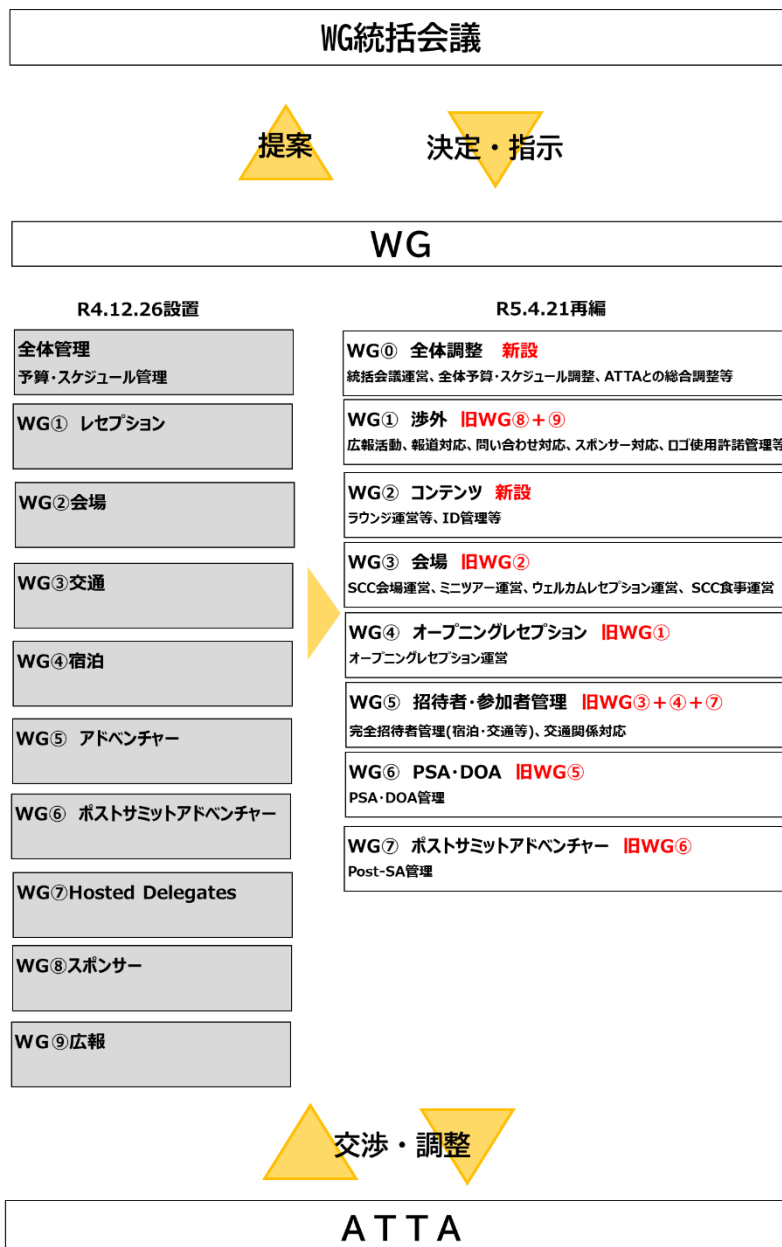 WG統括会議
提案
決定・指示
WG
R4.12.26設置
全体管理
予算・スケジュール管理
WG① レセプション
WG②会場
WG③交通
WG④宿泊
WG⑤ アドベンチャー
WG⑥ ポストサミットアドベンチャー
WG⑦Hosted Delegates
WG⑧スポンサー
WG⑨広報
R5.4.21再編
WG⓪ 全体調整 新設
統括会議運営、全体予算・スケジュール調整、ATTAとの総合調整等
WG① 渉外 旧WG⑧＋⑨
広報活動、報道対応、問い合わせ対応、スポンサー対応、ロゴ使用許諾管理等
WG② コンテンツ 新設
ラウンジ運営等、ID管理等
WG③ 会場 旧WG②
SCC会場運営、ミニツアー運営、ウェルカムレセプション運営、SCC食事運営
WG④ オープニングレセプション 旧WG①
オープニングレセプション運営
WG⑤ 招待者・参加者管理 旧WG③＋④＋⑦
完全招待者管理(宿泊・交通等)、交通関係対応
WG⑥ PSA・DOA 旧WG⑤
PSA・DOA管理
WG⑦ ポストサミットアドベンチャー 旧WG⑥
Post-SA管理
交渉・調整
ＡＴＴＡ